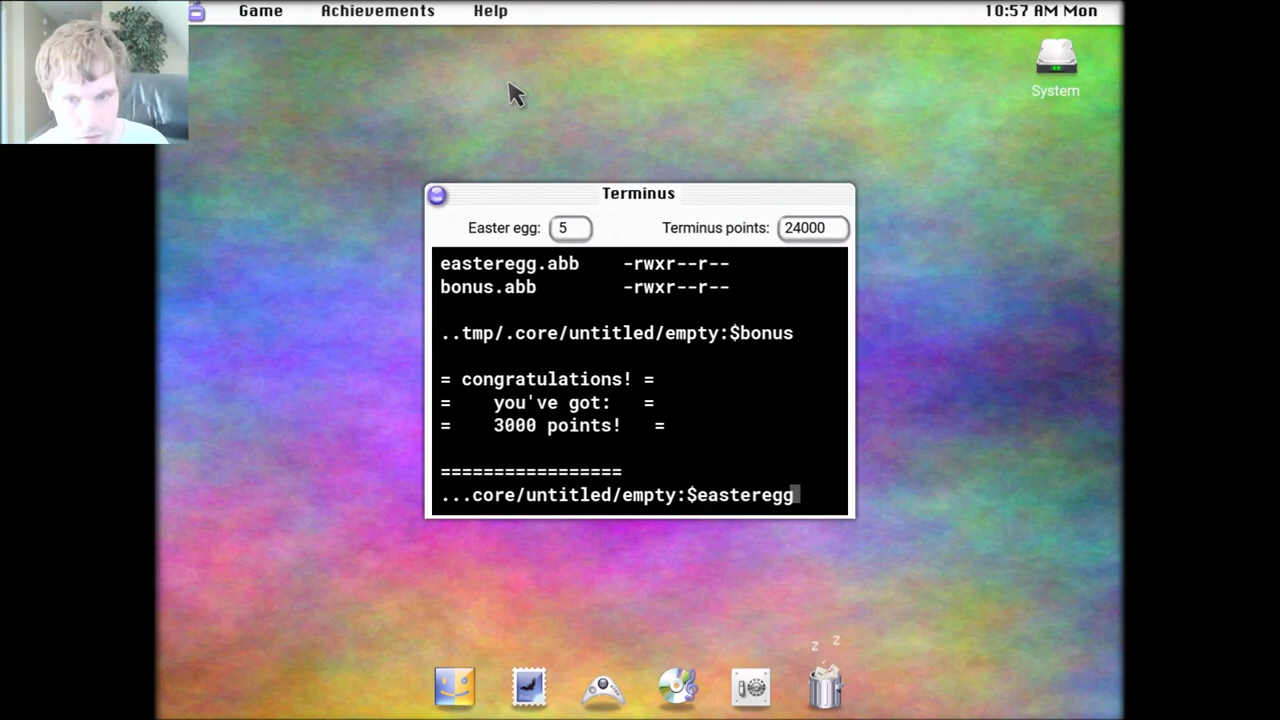 Game Achievements Help 10:57 AM Mon
System
Terminus
Easter egg: 5 Terminus points: 24000
easteregg.abb -rwxr--r--
bonus.abb -rwxr--r--
..tmp/.core/untitled/empty:$bonus
= congratulations! =
= you've got: =
= 3000 points! =
=================
...core/untitled/empty:$easteregg
z z